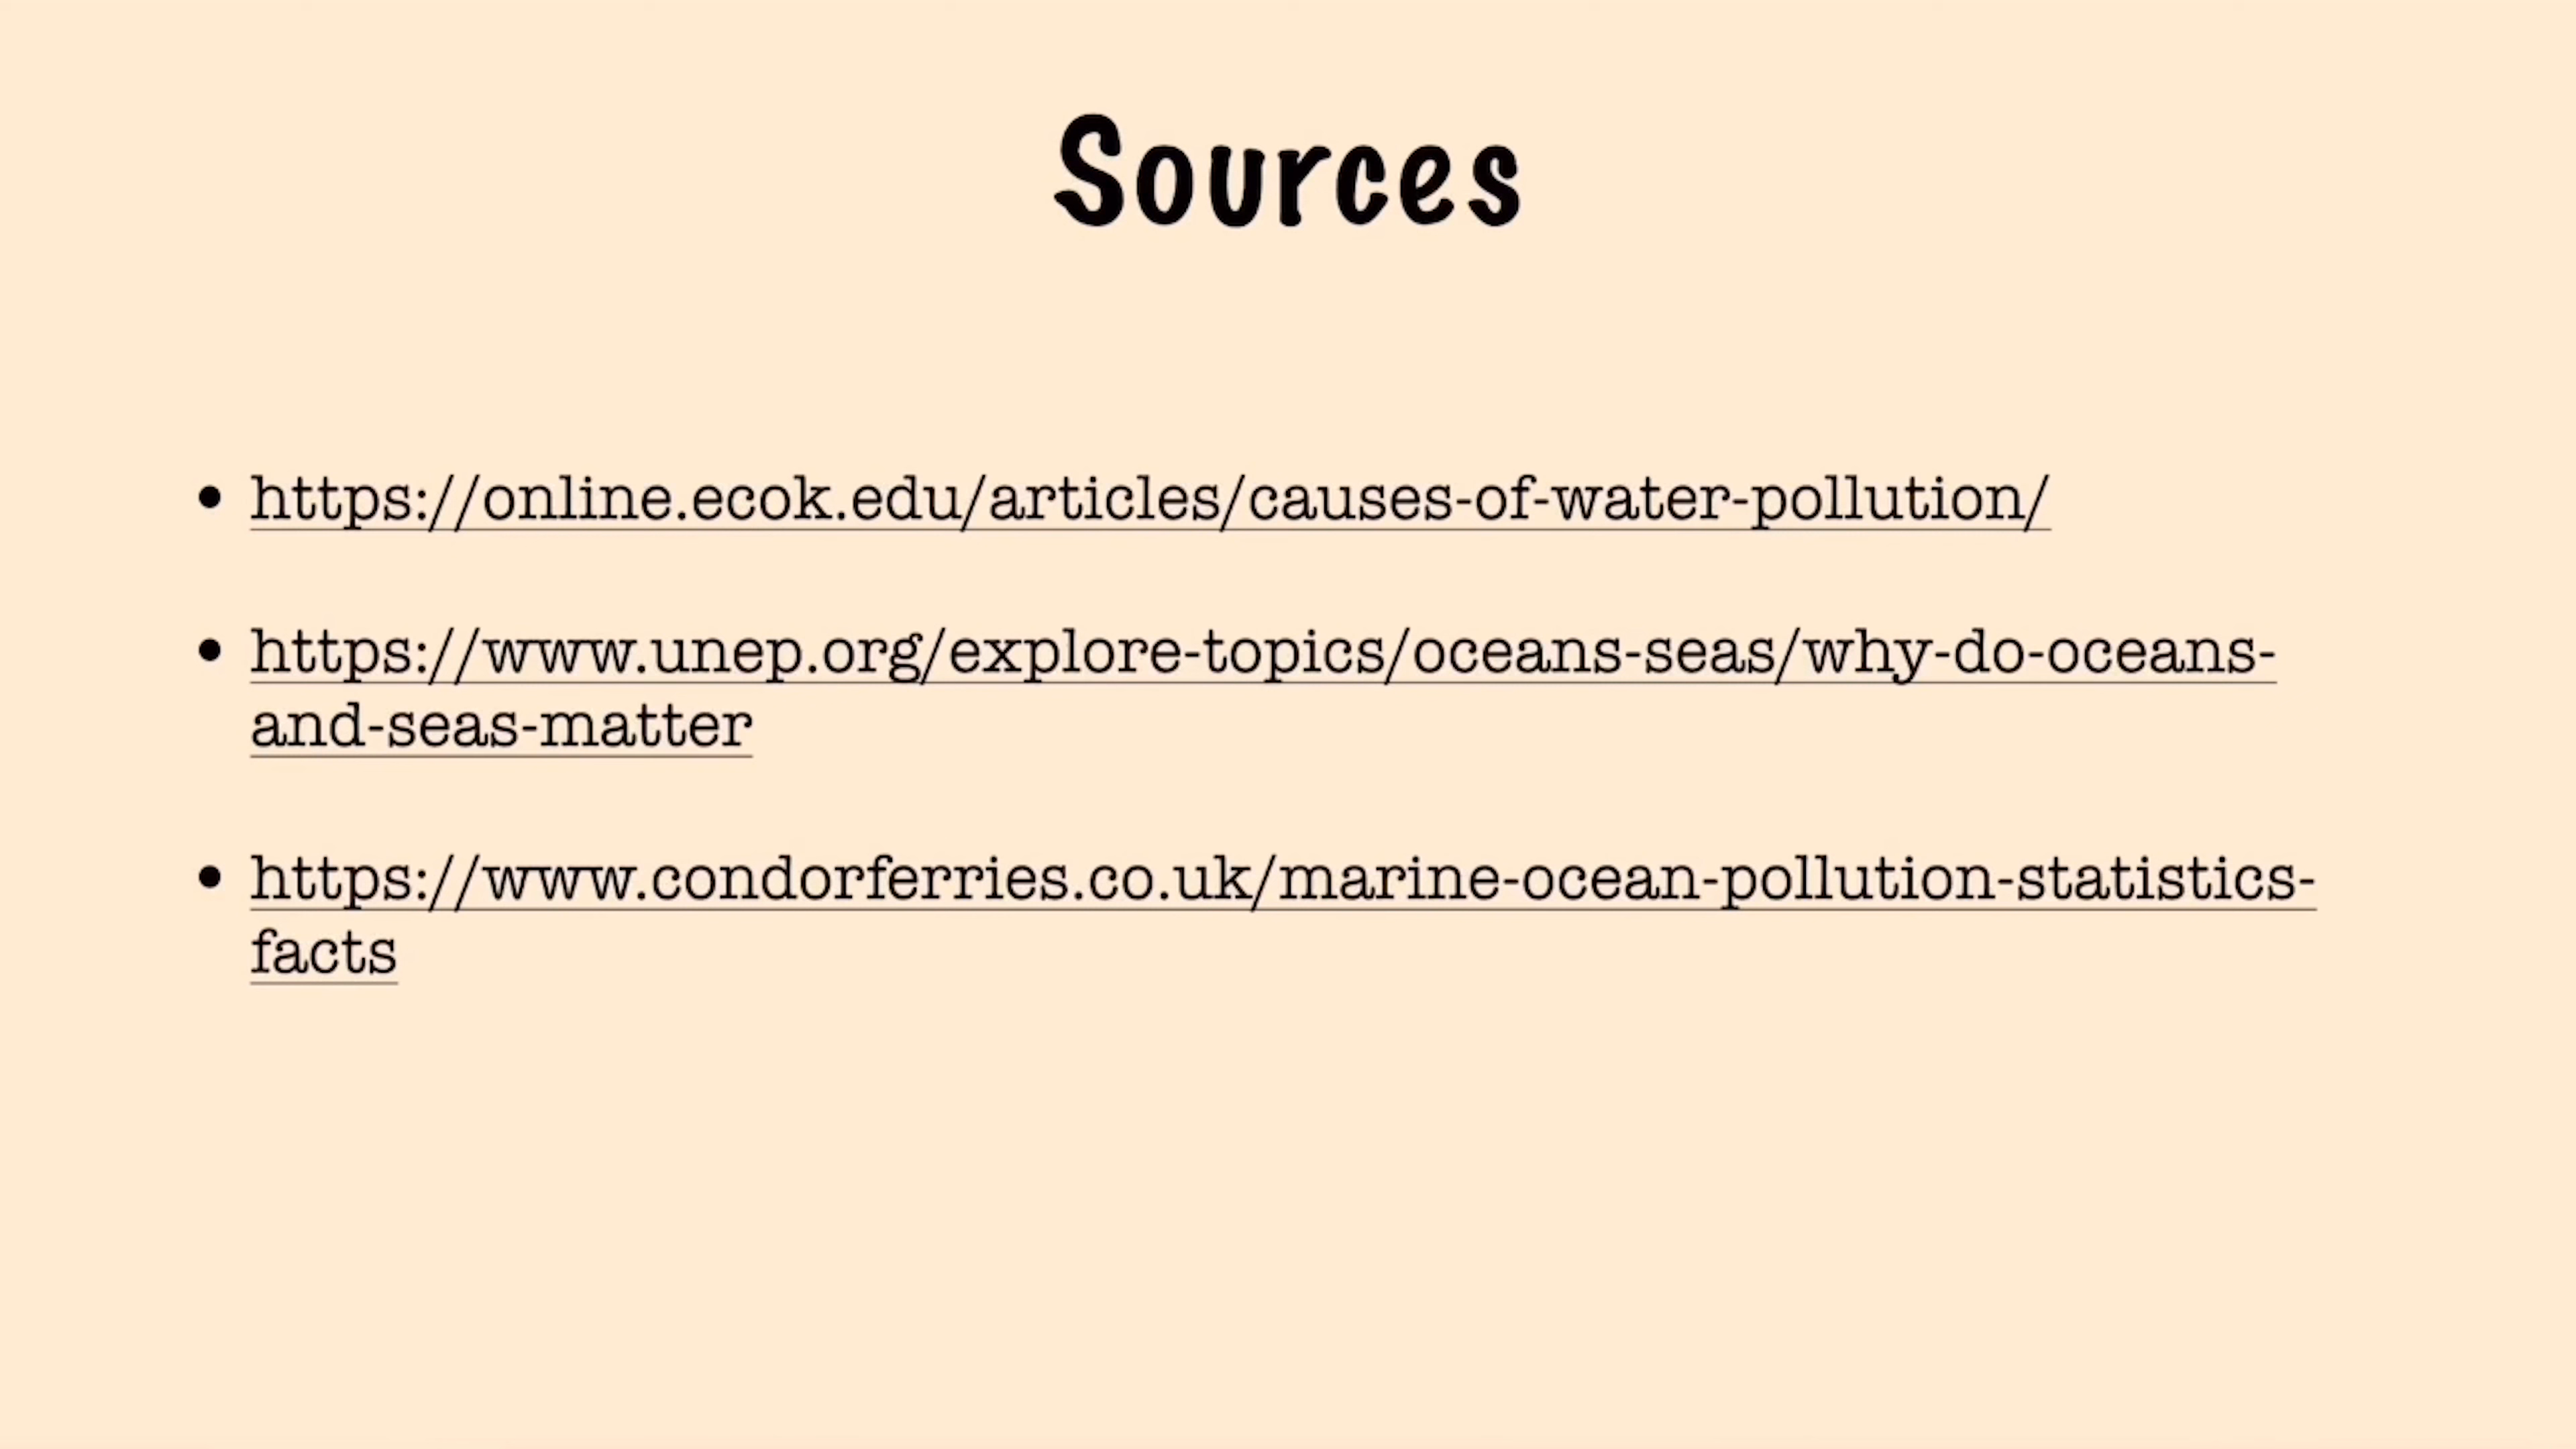 Sources
• https://online.ecok.edu/articles/causes-of-water-pollution/
• https://www.unep.org/explore-topics/oceans-seas/why-do-oceans-
and-seas-matter
• https://www.condorferries.co.uk/marine-ocean-pollution-statistics-
facts